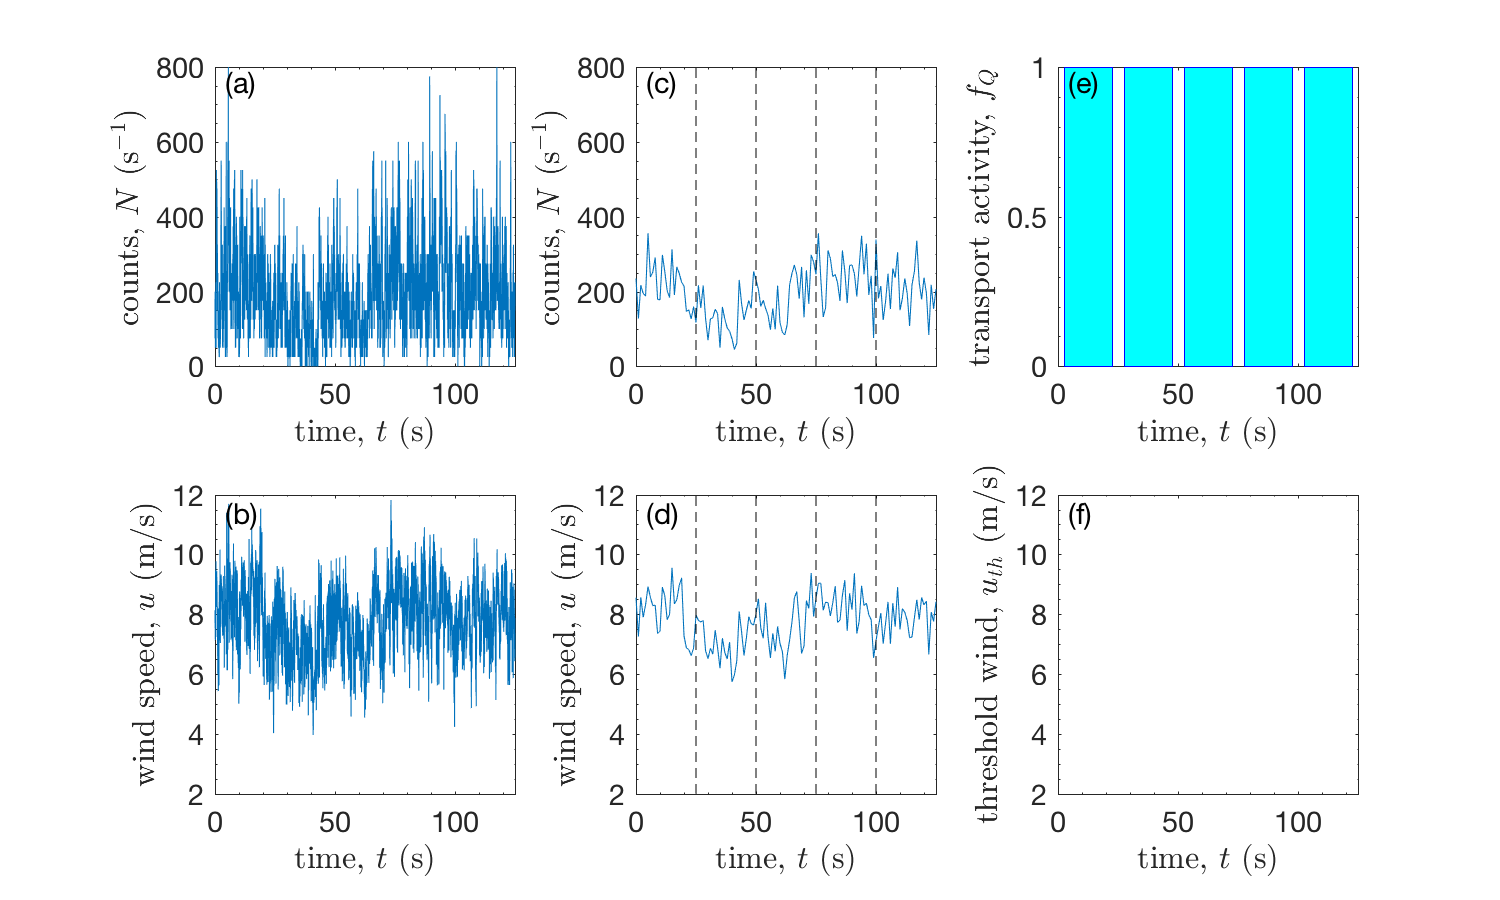 (a)
800
600
400
200
0
counts, N (s⁻¹)
0 50 100
time, t (s)
(c)
800
600
400
200
0
counts, N (s⁻¹)
0 50 100
time, t (s)
(e)
1
0.5
0
transport activity, f_Q
0 50 100
time, t (s)
(b)
12
10
8
6
4
2
wind speed, u (m/s)
0 50 100
time, t (s)
(d)
12
10
8
6
4
2
wind speed, u (m/s)
0 50 100
time, t (s)
(f)
12
10
8
6
4
2
threshold wind, u_th (m/s)
0 50 100
time, t (s)